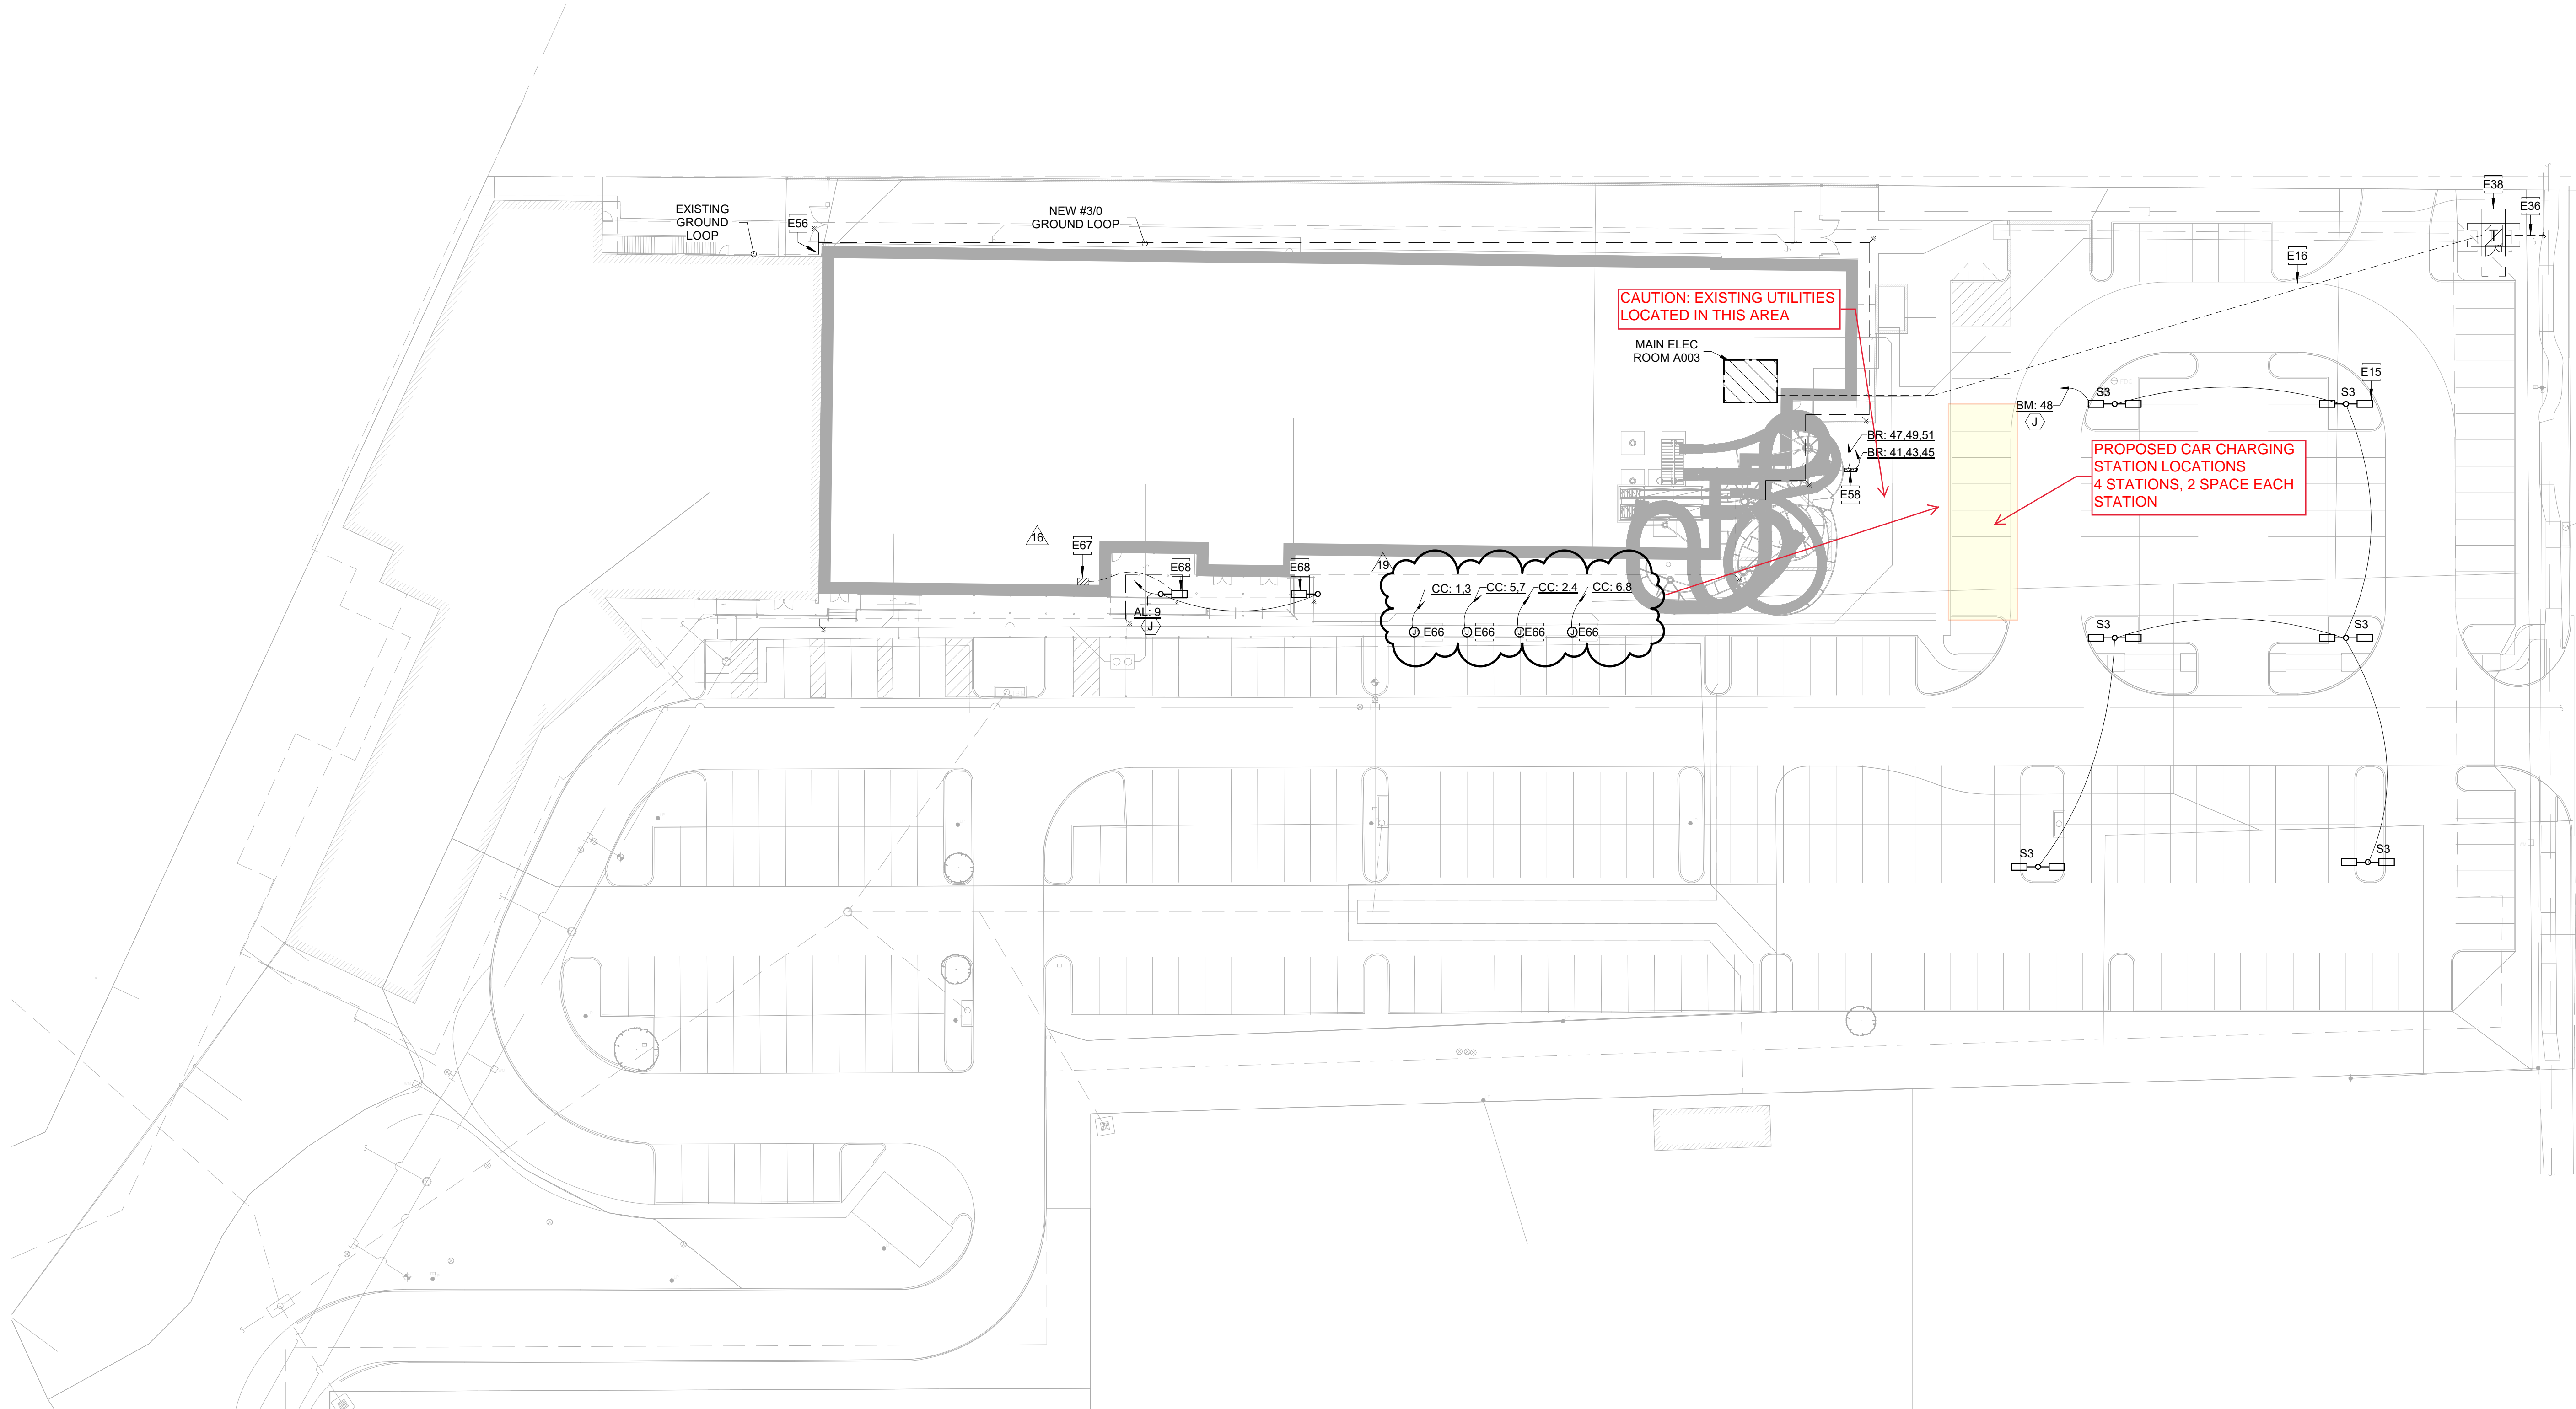 E38
E36
EXISTING
GROUND
LOOP
E56
NEW #3/0
GROUND LOOP
T
E16
CAUTION: EXISTING UTILITIES
LOCATED IN THIS AREA
MAIN ELEC
ROOM A003
E15
S3
S3
BM: 48
J
BR: 47,49,51
BR: 41,43,45
E58
PROPOSED CAR CHARGING
STATION LOCATIONS
4 STATIONS, 2 SPACE EACH
STATION
16
E67
E68
E68
19
AL: 9
J
CC: 1,3
CC: 5,7
CC: 2,4
CC: 6,8
J E66
J E66
J E66
J E66
S3
S3
S3
S3